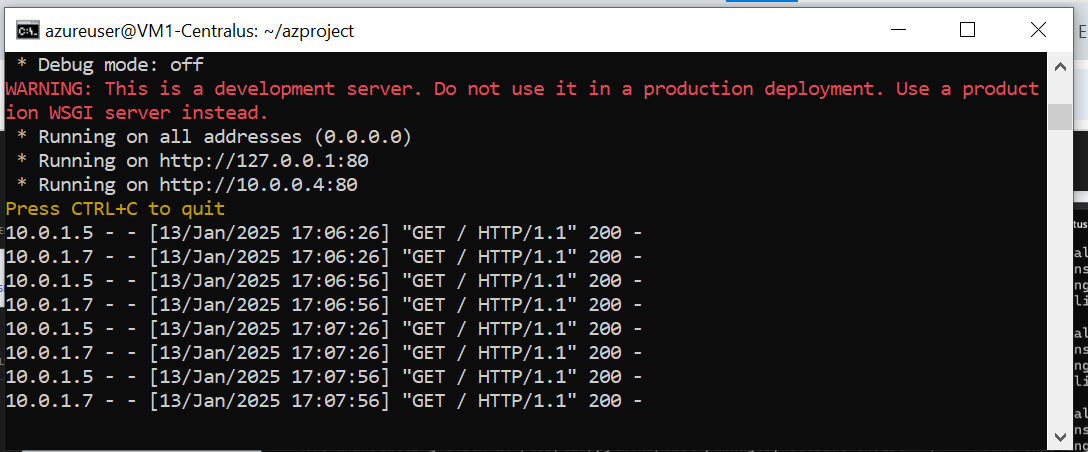 azureuser@VM1-Centralus: ~/azproject
* Debug mode: off
WARNING: This is a development server. Do not use it in a production deployment. Use a product
ion WSGI server instead.
* Running on all addresses (0.0.0.0)
* Running on http://127.0.0.1:80
* Running on http://10.0.0.4:80
Press CTRL+C to quit
10.0.1.5 - - [13/Jan/2025 17:06:26] "GET / HTTP/1.1" 200 -
10.0.1.7 - - [13/Jan/2025 17:06:26] "GET / HTTP/1.1" 200 -
10.0.1.5 - - [13/Jan/2025 17:06:56] "GET / HTTP/1.1" 200 -
10.0.1.7 - - [13/Jan/2025 17:06:56] "GET / HTTP/1.1" 200 -
10.0.1.5 - - [13/Jan/2025 17:07:26] "GET / HTTP/1.1" 200 -
10.0.1.7 - - [13/Jan/2025 17:07:26] "GET / HTTP/1.1" 200 -
10.0.1.5 - - [13/Jan/2025 17:07:56] "GET / HTTP/1.1" 200 -
10.0.1.7 - - [13/Jan/2025 17:07:56] "GET / HTTP/1.1" 200 -